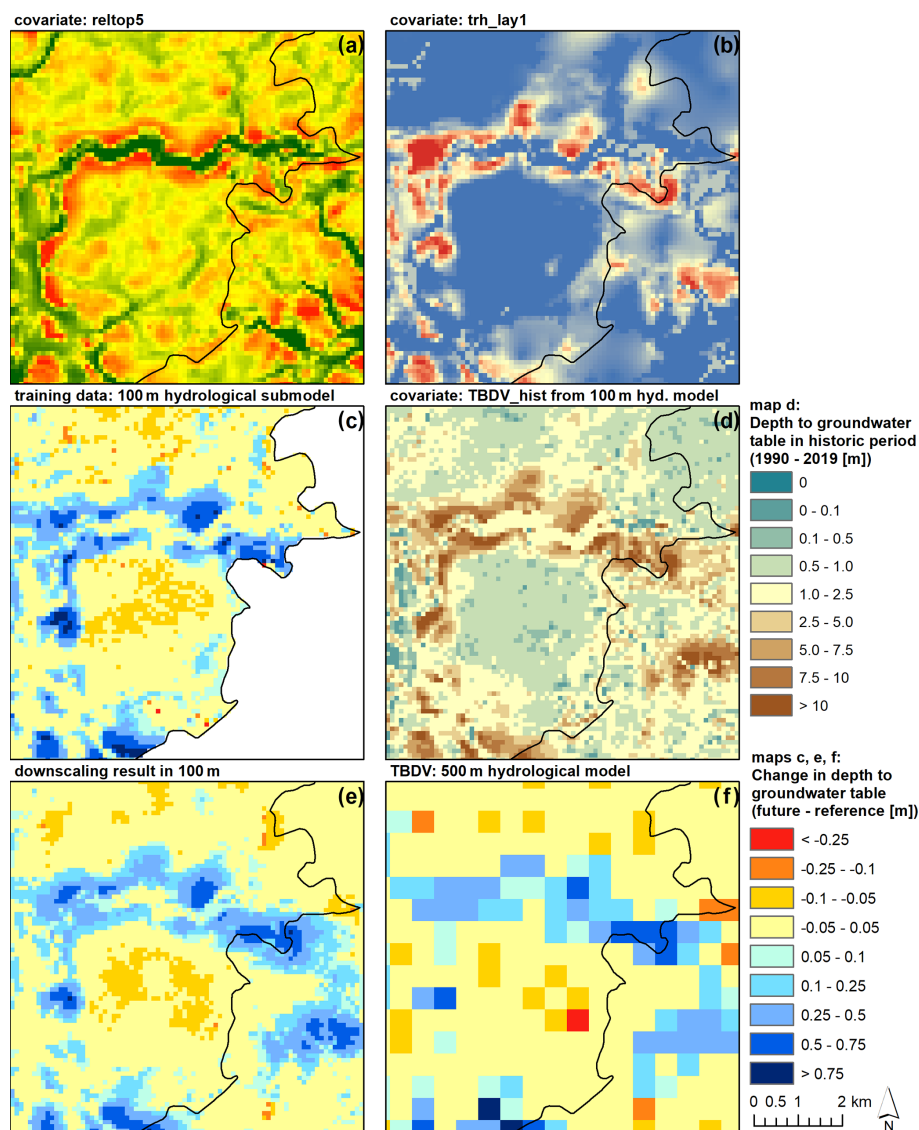 covariate: reltop5
covariate: trh_lay1
(a)
(b)
training data: 100 m hydrological submodel
covariate: TBDV_hist from 100 m hyd. model
(c)
(d)
map d:
Depth to groundwater
table in historic period
(1990 - 2019 [m])
0
0 - 0.1
0.1 - 0.5
0.5 - 1.0
1.0 - 2.5
2.5 - 5.0
5.0 - 7.5
7.5 - 10
> 10
downscaling result in 100 m
TBDV: 500 m hydrological model
(e)
(f)
maps c, e, f:
Change in depth to
groundwater table
(future - reference [m])
< -0.25
-0.25 - -0.1
-0.1 - -0.05
-0.05 - 0.05
0.05 - 0.1
0.1 - 0.25
0.25 - 0.5
0.5 - 0.75
> 0.75
0 0.5 1 2 km
N